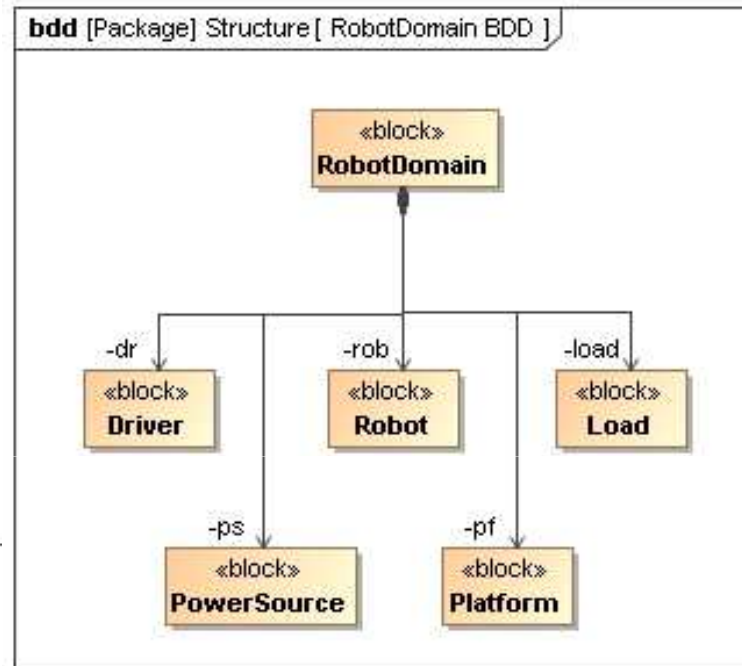 bdd [Package] Structure [ RobotDomain BDD ]
«block»
RobotDomain
-dr
-rob
-load
«block»
Driver
«block»
Robot
«block»
Load
-ps
-pf
«block»
PowerSource
«block»
Platform